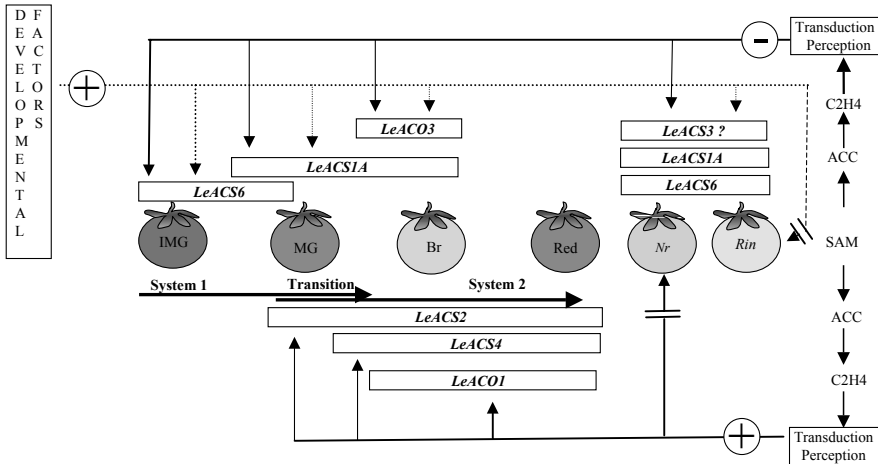 DEVELOPMENTAL
FACTORS
Transduction
Perception
−
+
C2H4
LeACO3
LeACS3 ?
LeACS1A
LeACS1A
ACC
LeACS6
LeACS6
IMG
MG
Br
Red
Nr
Rin
SAM
System 1
Transition
System 2
LeACS2
ACC
LeACS4
LeACO1
C2H4
+
Transduction
Perception